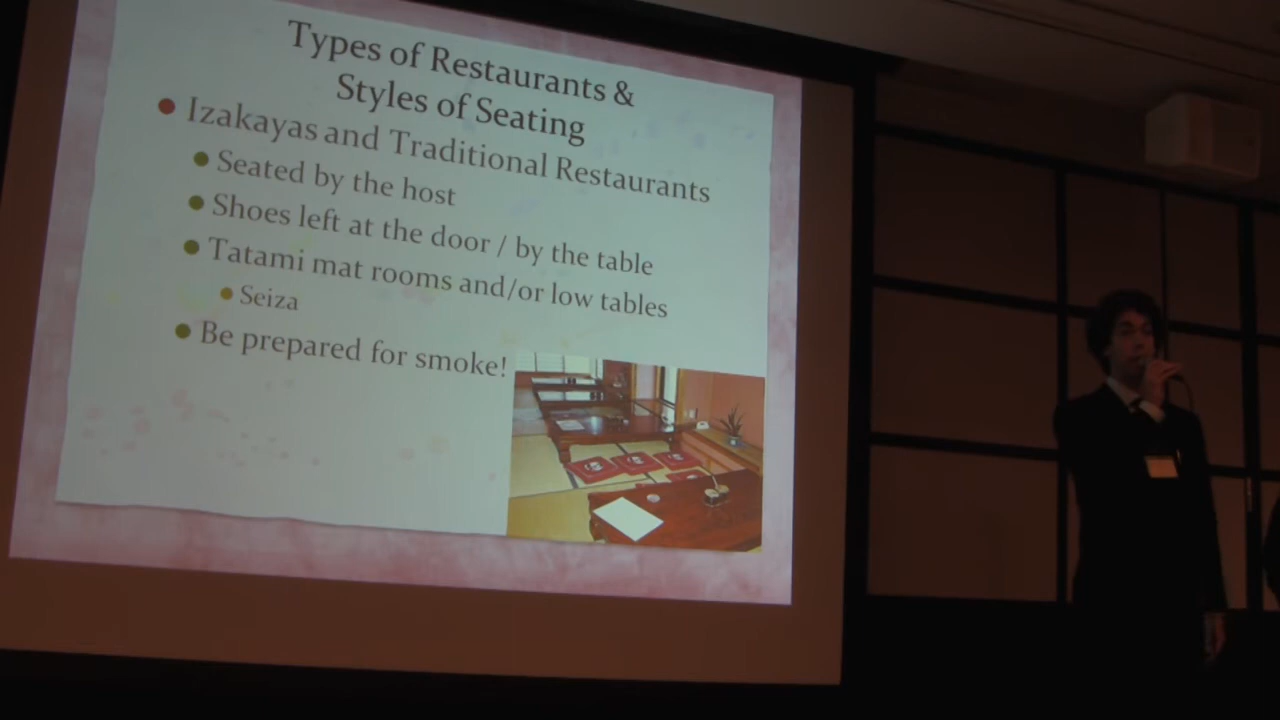 Types of Restaurants &
Styles of Seating
Izakayas and Traditional Restaurants
Seated by the host
Shoes left at the door / by the table
Tatami mat rooms and/or low tables
Seiza
Be prepared for smoke!